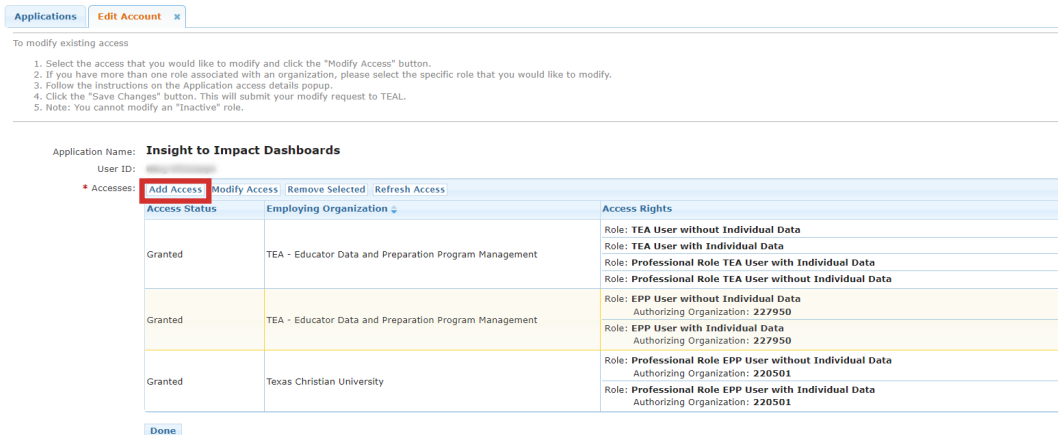 Applications Edit Account ×
To modify existing access
1. Select the access that you would like to modify and click the "Modify Access" button.
2. If you have more than one role associated with an organization, please select the specific role that you would like to modify.
3. Follow the instructions on the Application access details popup.
4. Click the "Save Changes" button. This will submit your modify request to TEAL.
5. Note: You cannot modify an "Inactive" role.
Application Name: Insight to Impact Dashboards
User ID:
* Accesses: Add Access Modify Access Remove Selected Refresh Access
Access Status Employing Organization Access Rights
Role: TEA User without Individual Data
Role: TEA User with Individual Data
Granted TEA - Educator Data and Preparation Program Management
Role: Professional Role TEA User with Individual Data
Role: Professional Role TEA User without Individual Data
Role: EPP User without Individual Data
Authorizing Organization: 227950
Granted TEA - Educator Data and Preparation Program Management
Role: EPP User with Individual Data
Authorizing Organization: 227950
Role: Professional Role EPP User without Individual Data
Authorizing Organization: 220501
Granted Texas Christian University
Role: Professional Role EPP User with Individual Data
Authorizing Organization: 220501
Done